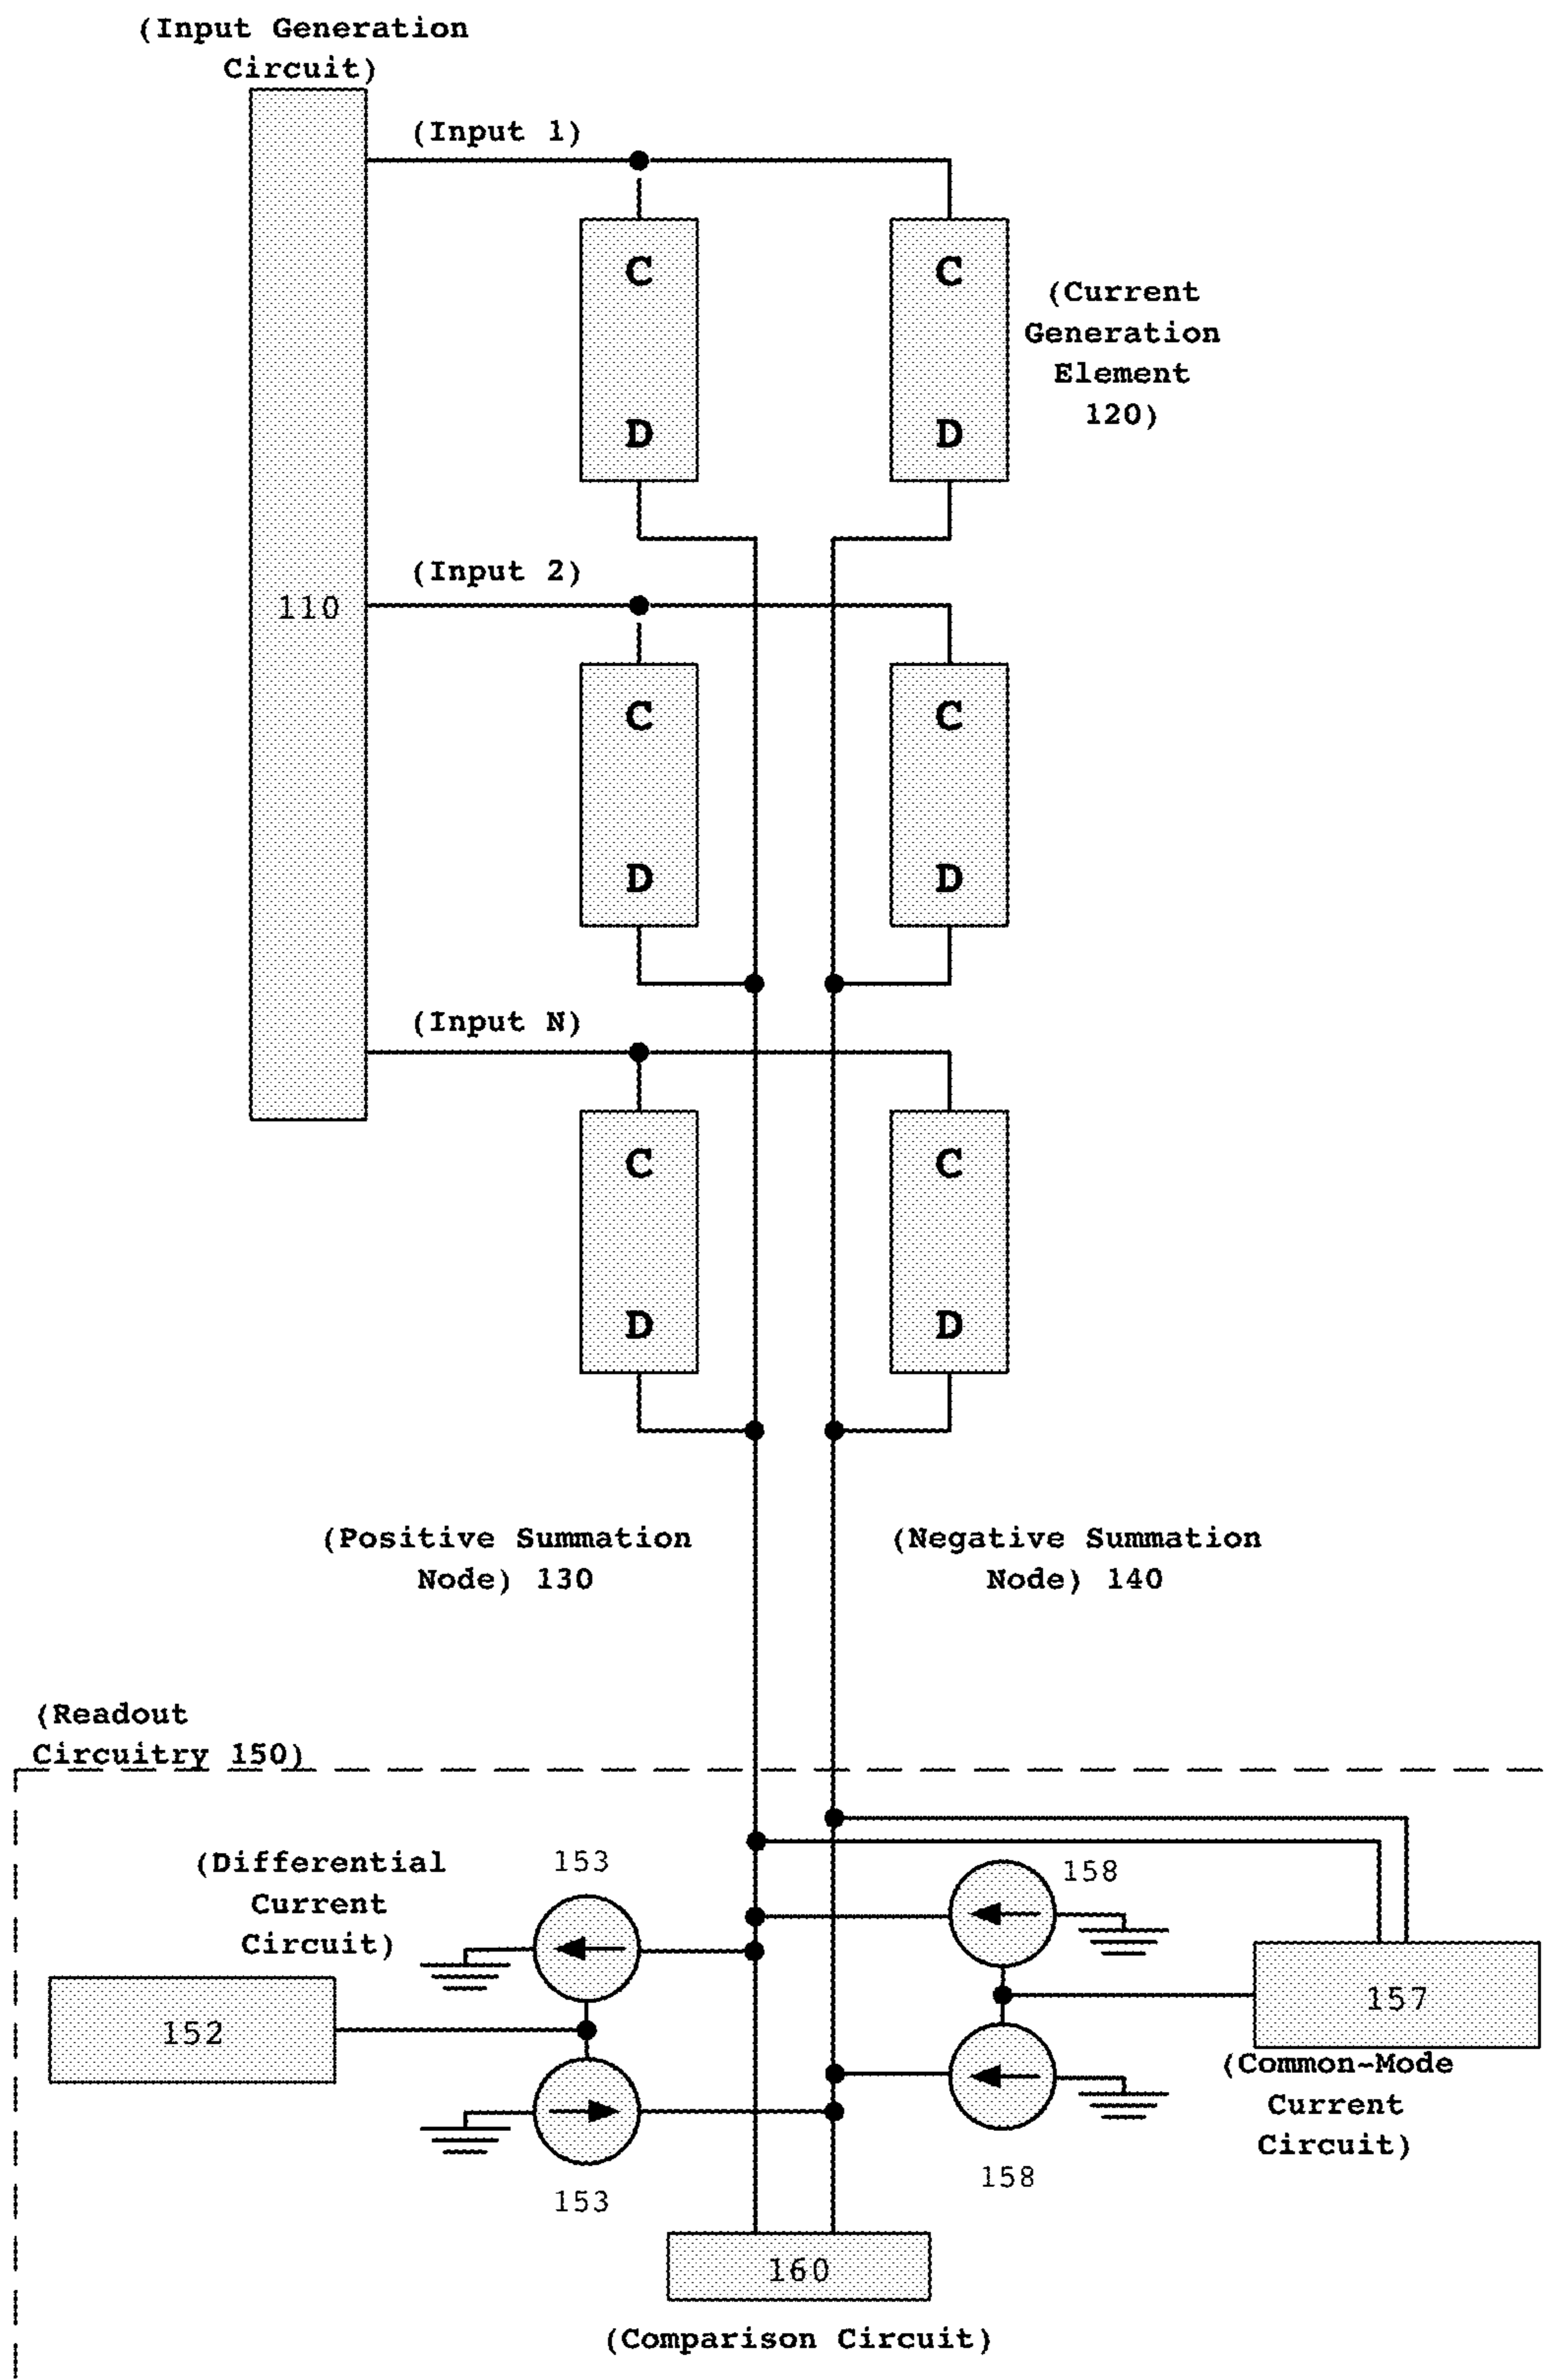 (Input Generation
Circuit)
(Input 1)
C
C
(Current
Generation
Element
120)
D
D
(Input 2)
110
C
C
D
D
(Input N)
C
C
D
D
(Positive Summation
Node) 130
(Negative Summation
Node) 140
(Readout
Circuitry 150)
(Differential
Current
Circuit)
153
158
152
157
(Common-Mode
Current
Circuit)
153
158
160
(Comparison Circuit)